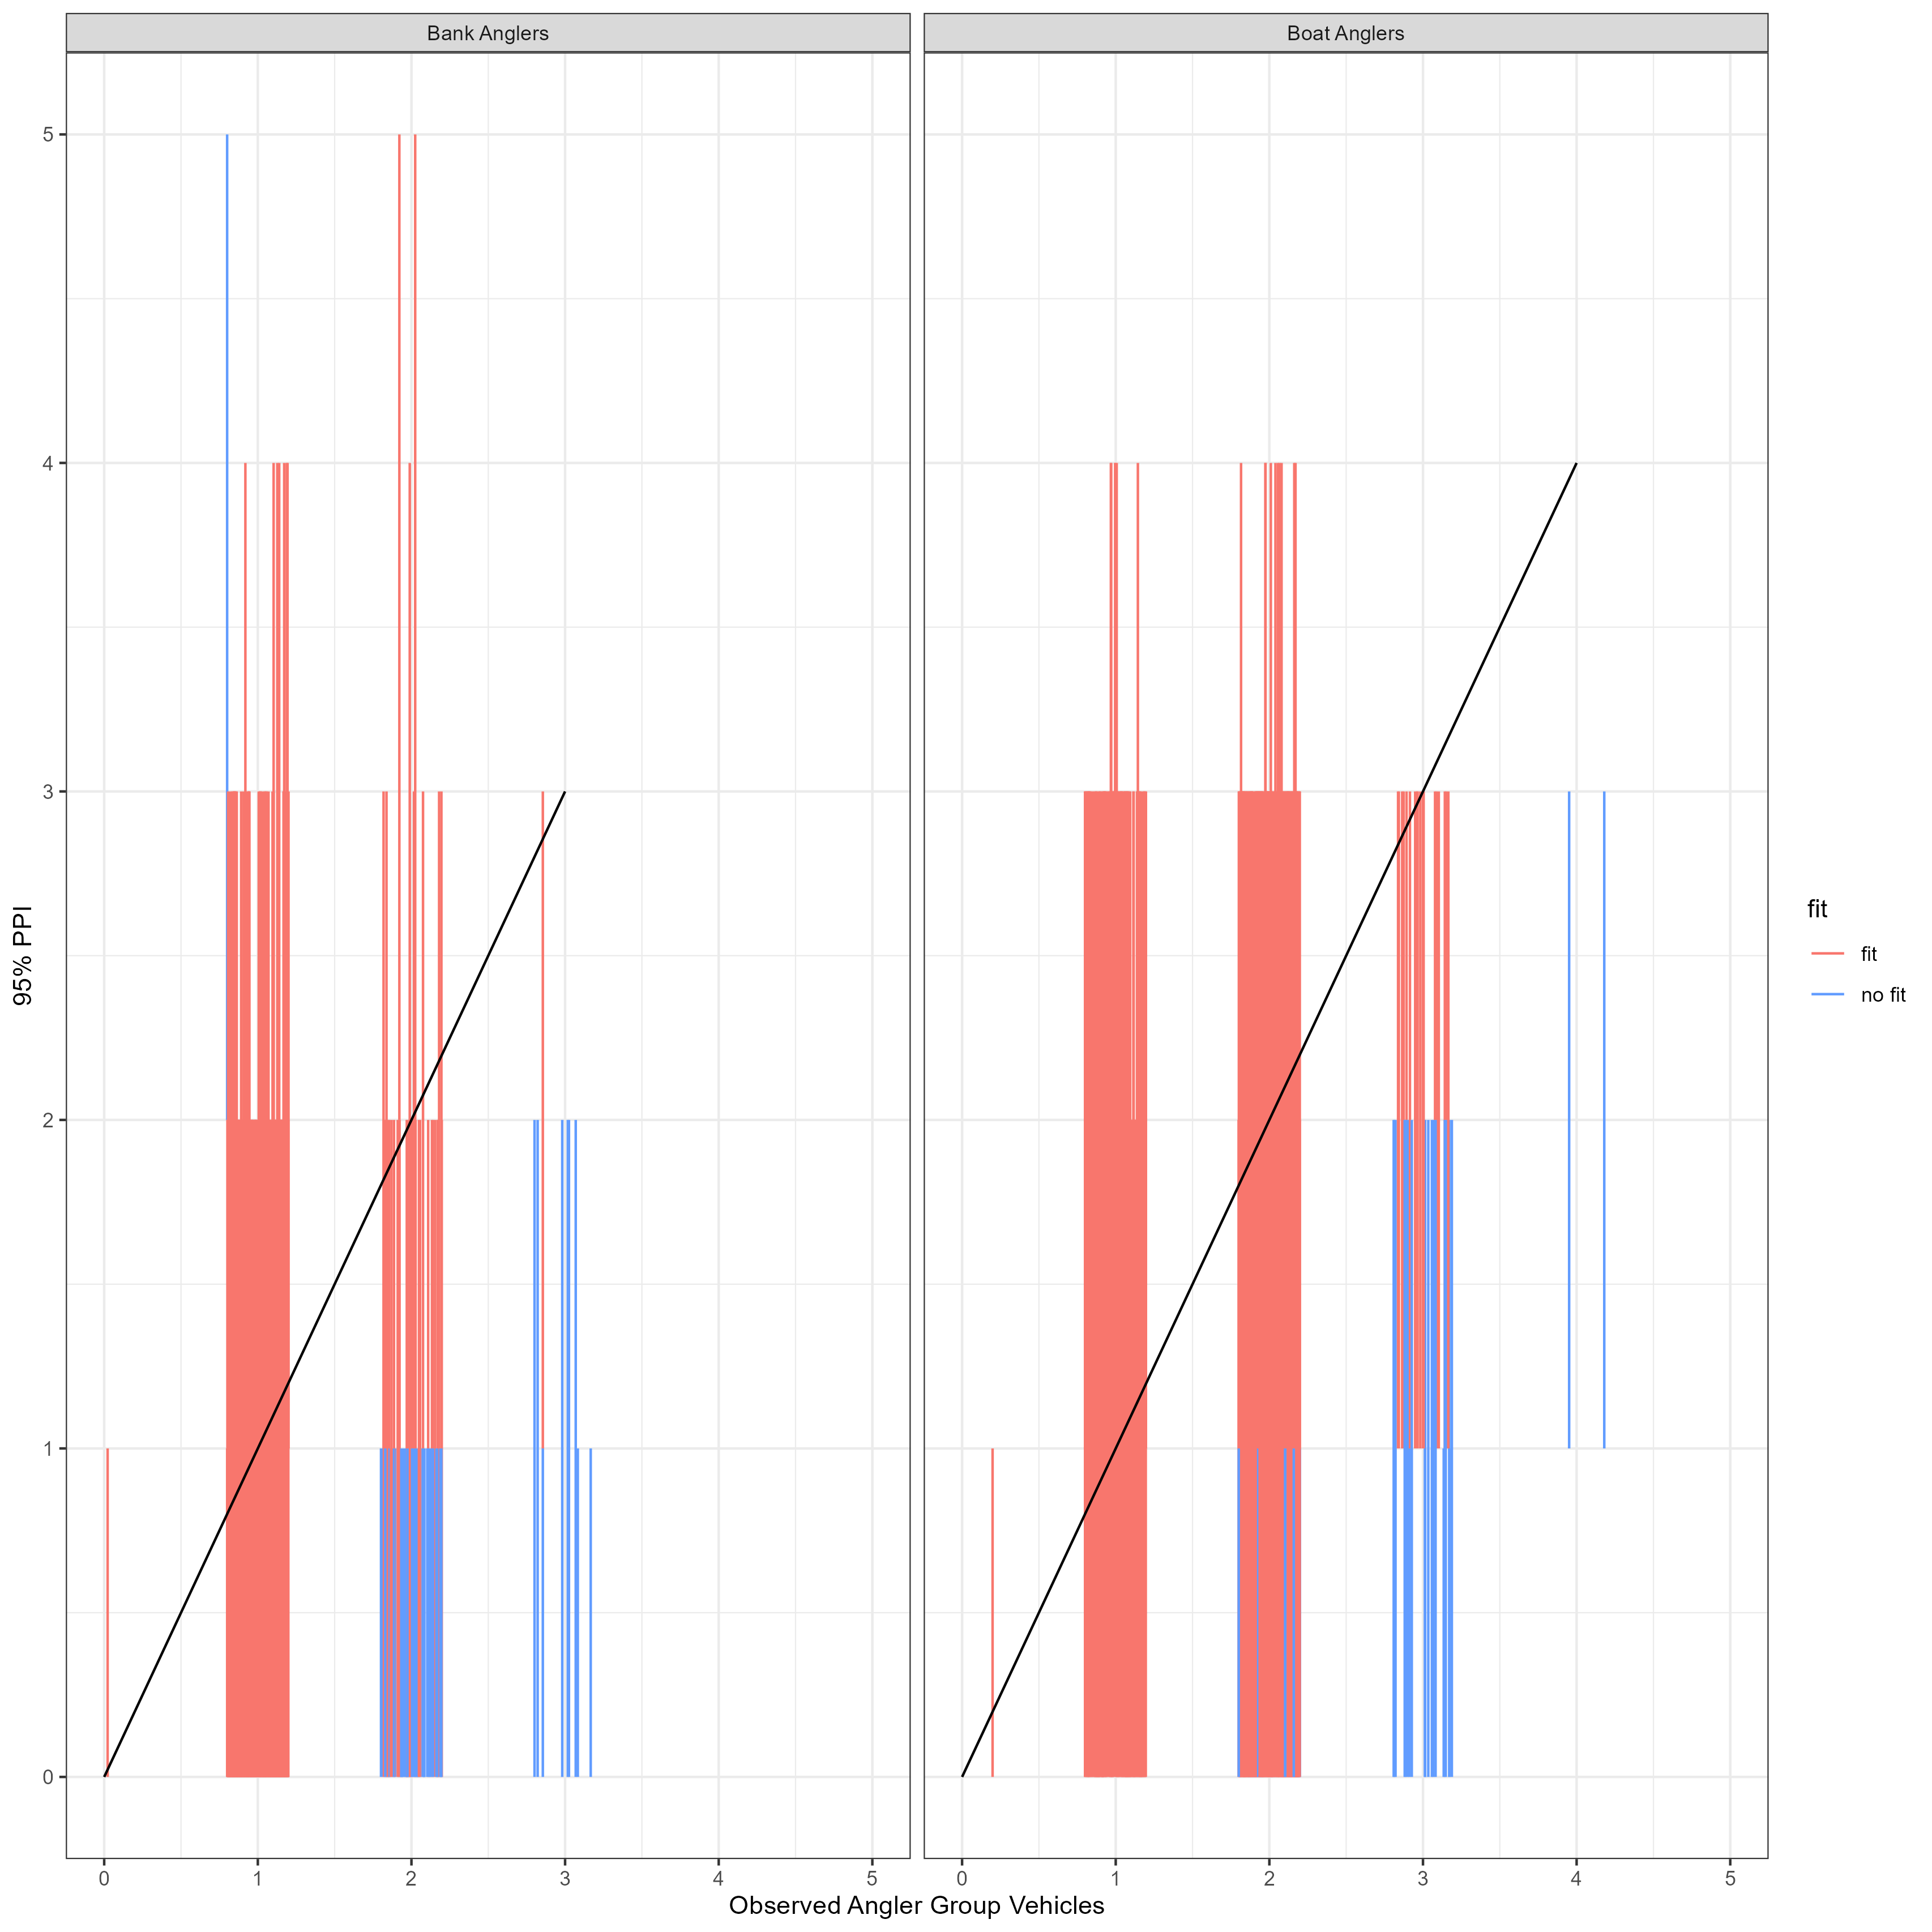 Bank Anglers
Boat Anglers
5
4
3
2
1
0
95% PPI
0 1 2 3 4 5
0 1 2 3 4 5
Observed Angler Group Vehicles
fit
fit
no fit